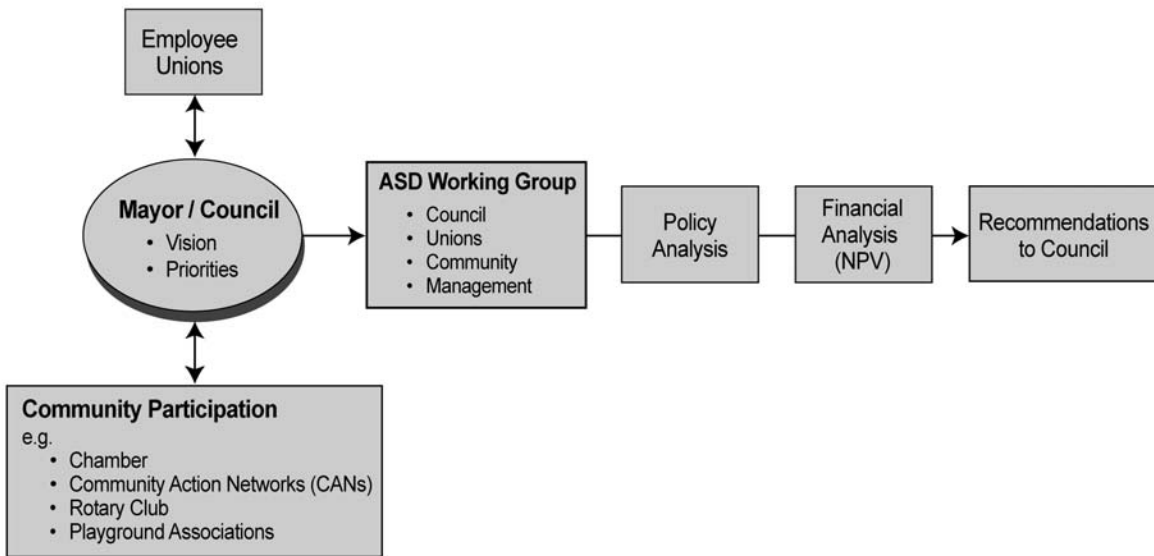 Employee
Unions
Mayor / Council
• Vision
• Priorities
ASD Working Group
• Council
• Unions
• Community
• Management
Policy
Analysis
Financial
Analysis
(NPV)
Recommendations
to Council
Community Participation
e.g.
• Chamber
• Community Action Networks (CANs)
• Rotary Club
• Playground Associations